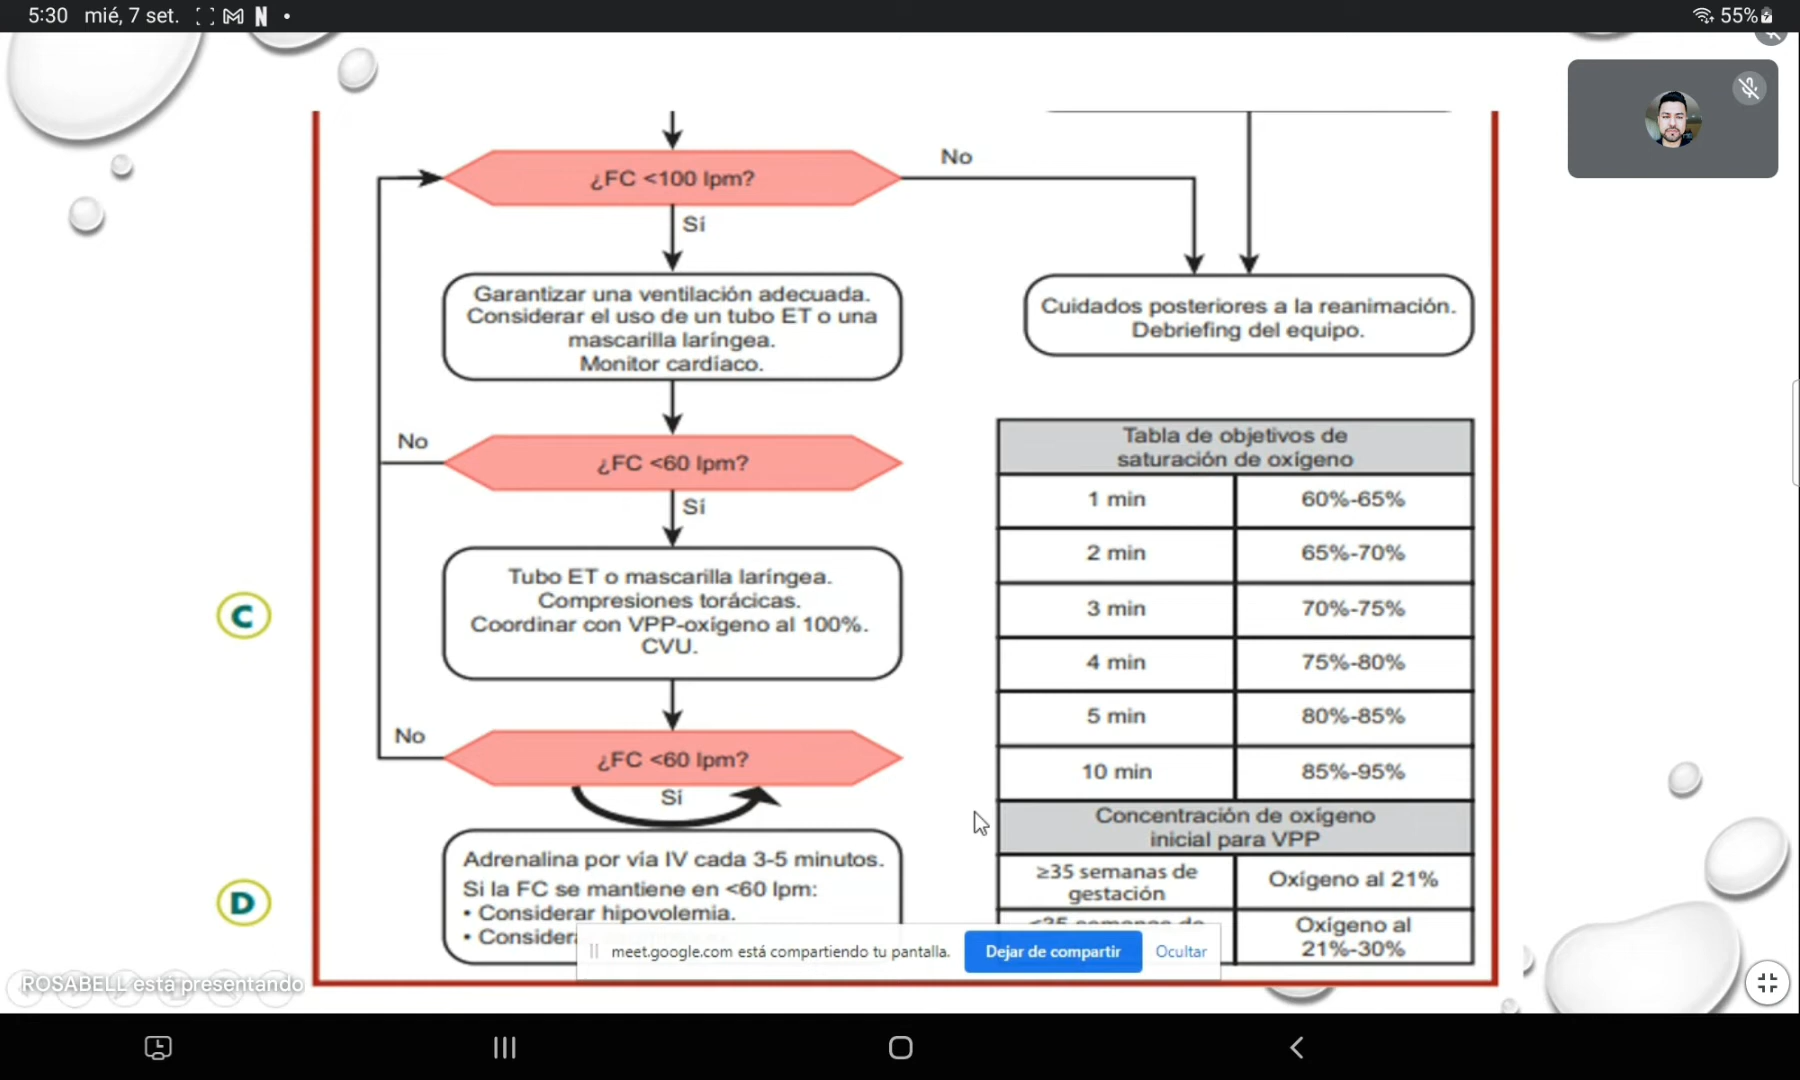 5:30 mié, 7 set.
55%
No
¿FC <100 lpm?
Sí
Garantizar una ventilación adecuada.
Considerar el uso de un tubo ET o una
mascarilla laríngea.
Monitor cardíaco.
Cuidados posteriores a la reanimación.
Debriefing del equipo.
No
¿FC <60 lpm?
Sí
C
Tubo ET o mascarilla laríngea.
Compresiones torácicas.
Coordinar con VPP-oxígeno al 100%.
CVU.
No
¿FC <60 lpm?
Sí
D
Adrenalina por vía IV cada 3-5 minutos.
Si la FC se mantiene en <60 lpm:
• Considerar hipovolemia.
Tabla de objetivos de
saturación de oxígeno
1 min 60%-65%
2 min 65%-70%
3 min 70%-75%
4 min 75%-80%
5 min 80%-85%
10 min 85%-95%
Concentración de oxígeno
inicial para VPP
≥35 semanas de
gestación
Oxígeno al 21%
Oxígeno al
21%-30%
meet.google.com está compartiendo tu pantalla.
Dejar de compartir
Ocultar
ROSABELL está presentando